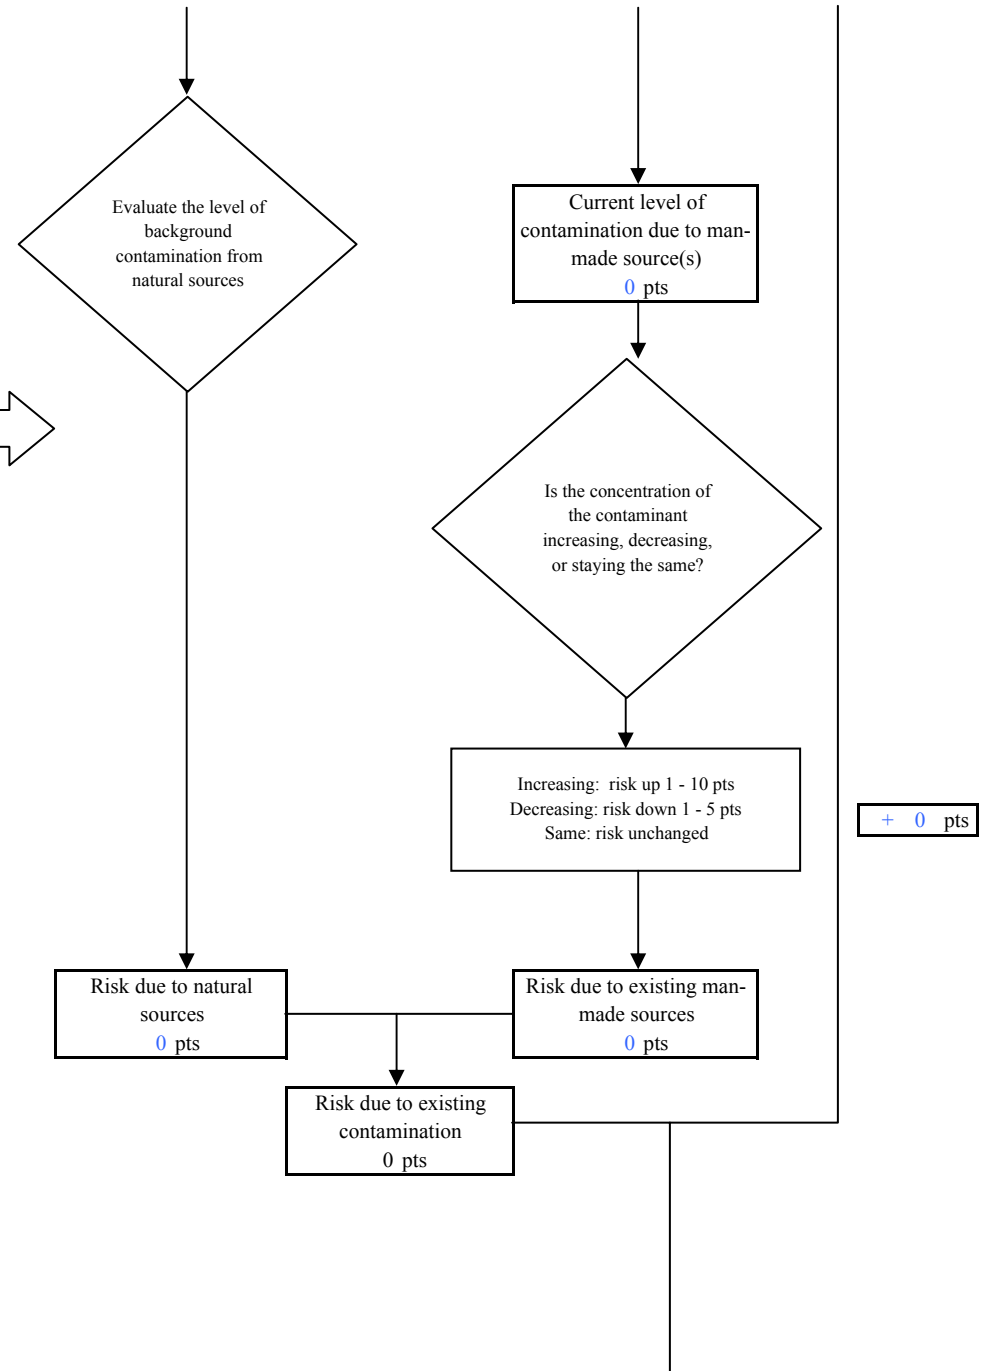 Evaluate the level of
background
contamination from
natural sources
Current level of
contamination due to man-
made source(s)
0 pts
Is the concentration of
the contaminant
increasing, decreasing,
or staying the same?
Increasing: risk up 1 - 10 pts
Decreasing: risk down 1 - 5 pts
Same: risk unchanged
+ 0 pts
Risk due to natural
sources
0 pts
Risk due to existing man-
made sources
0 pts
Risk due to existing
contamination
0 pts